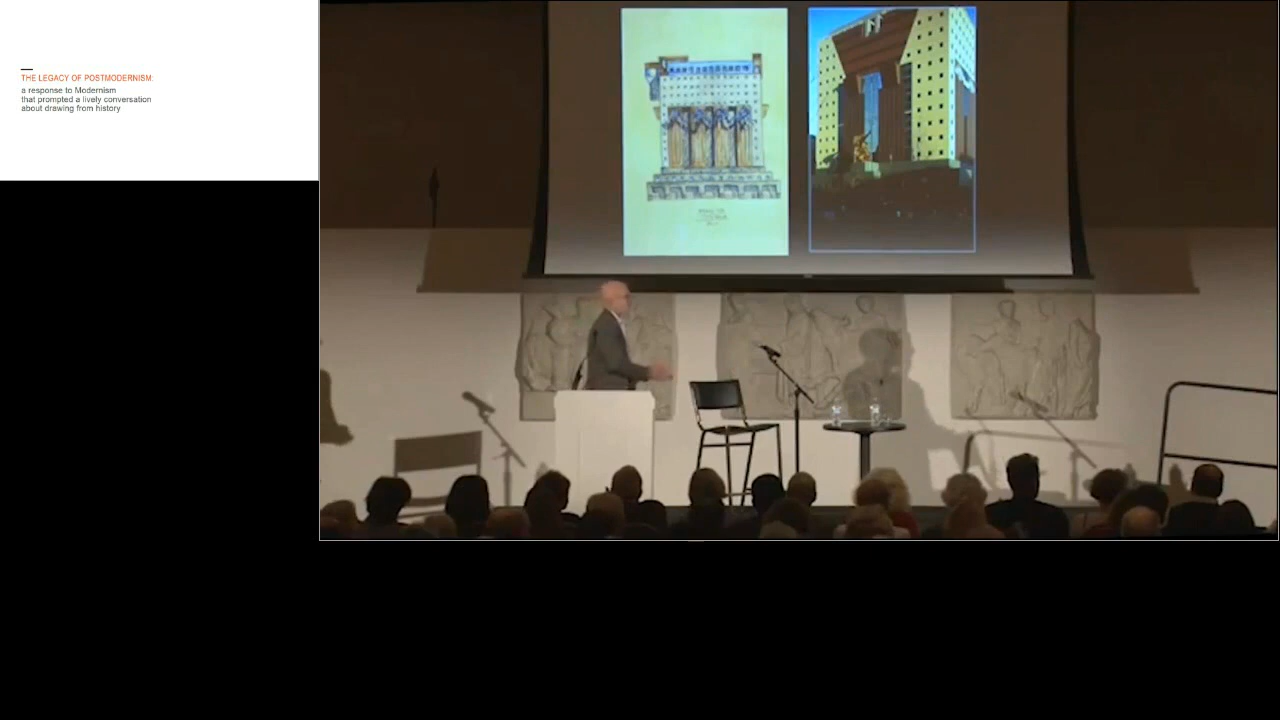 THE LEGACY OF POSTMODERNISM:
a response to Modernism
that prompted a lively conversation
about drawing from history